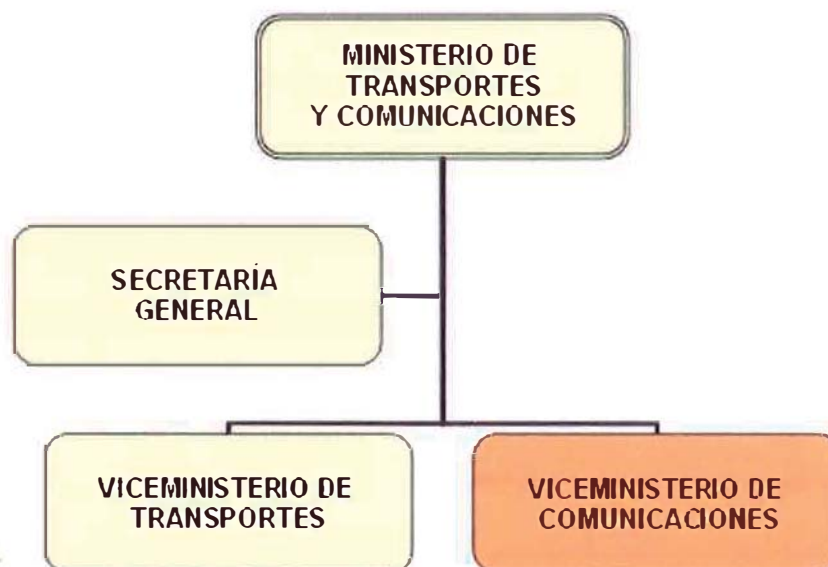 MINISTERIO DE
TRANSPORTES
Y COMUNICACIONES
SECRETARÍA
GENERAL
VICEMINISTERIO DE
TRANSPORTES
VICEMINISTERIO DE
COMUNICACIONES